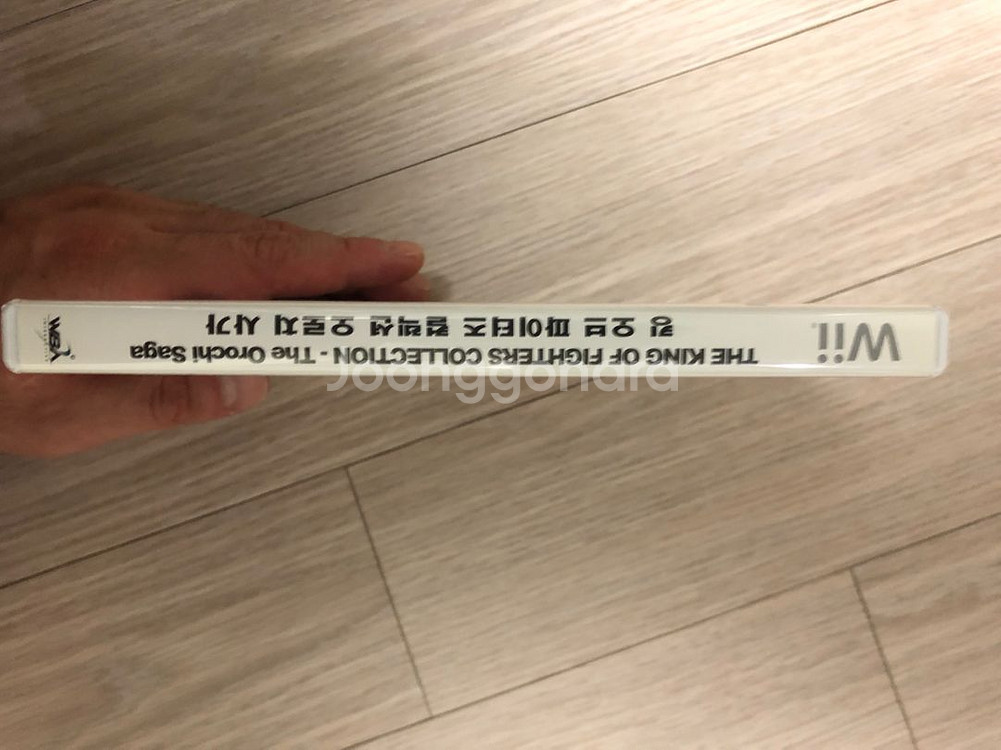 Wii
THE KING OF FIGHTERS COLLECTION - The Orochi Saga
킹 오브 파이터즈 컬렉션 오로치 사가
WBA
Joonggonara